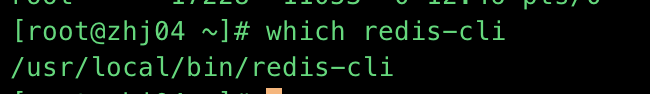 [root@zhj04 ~]# which redis-cli
/usr/local/bin/redis-cli